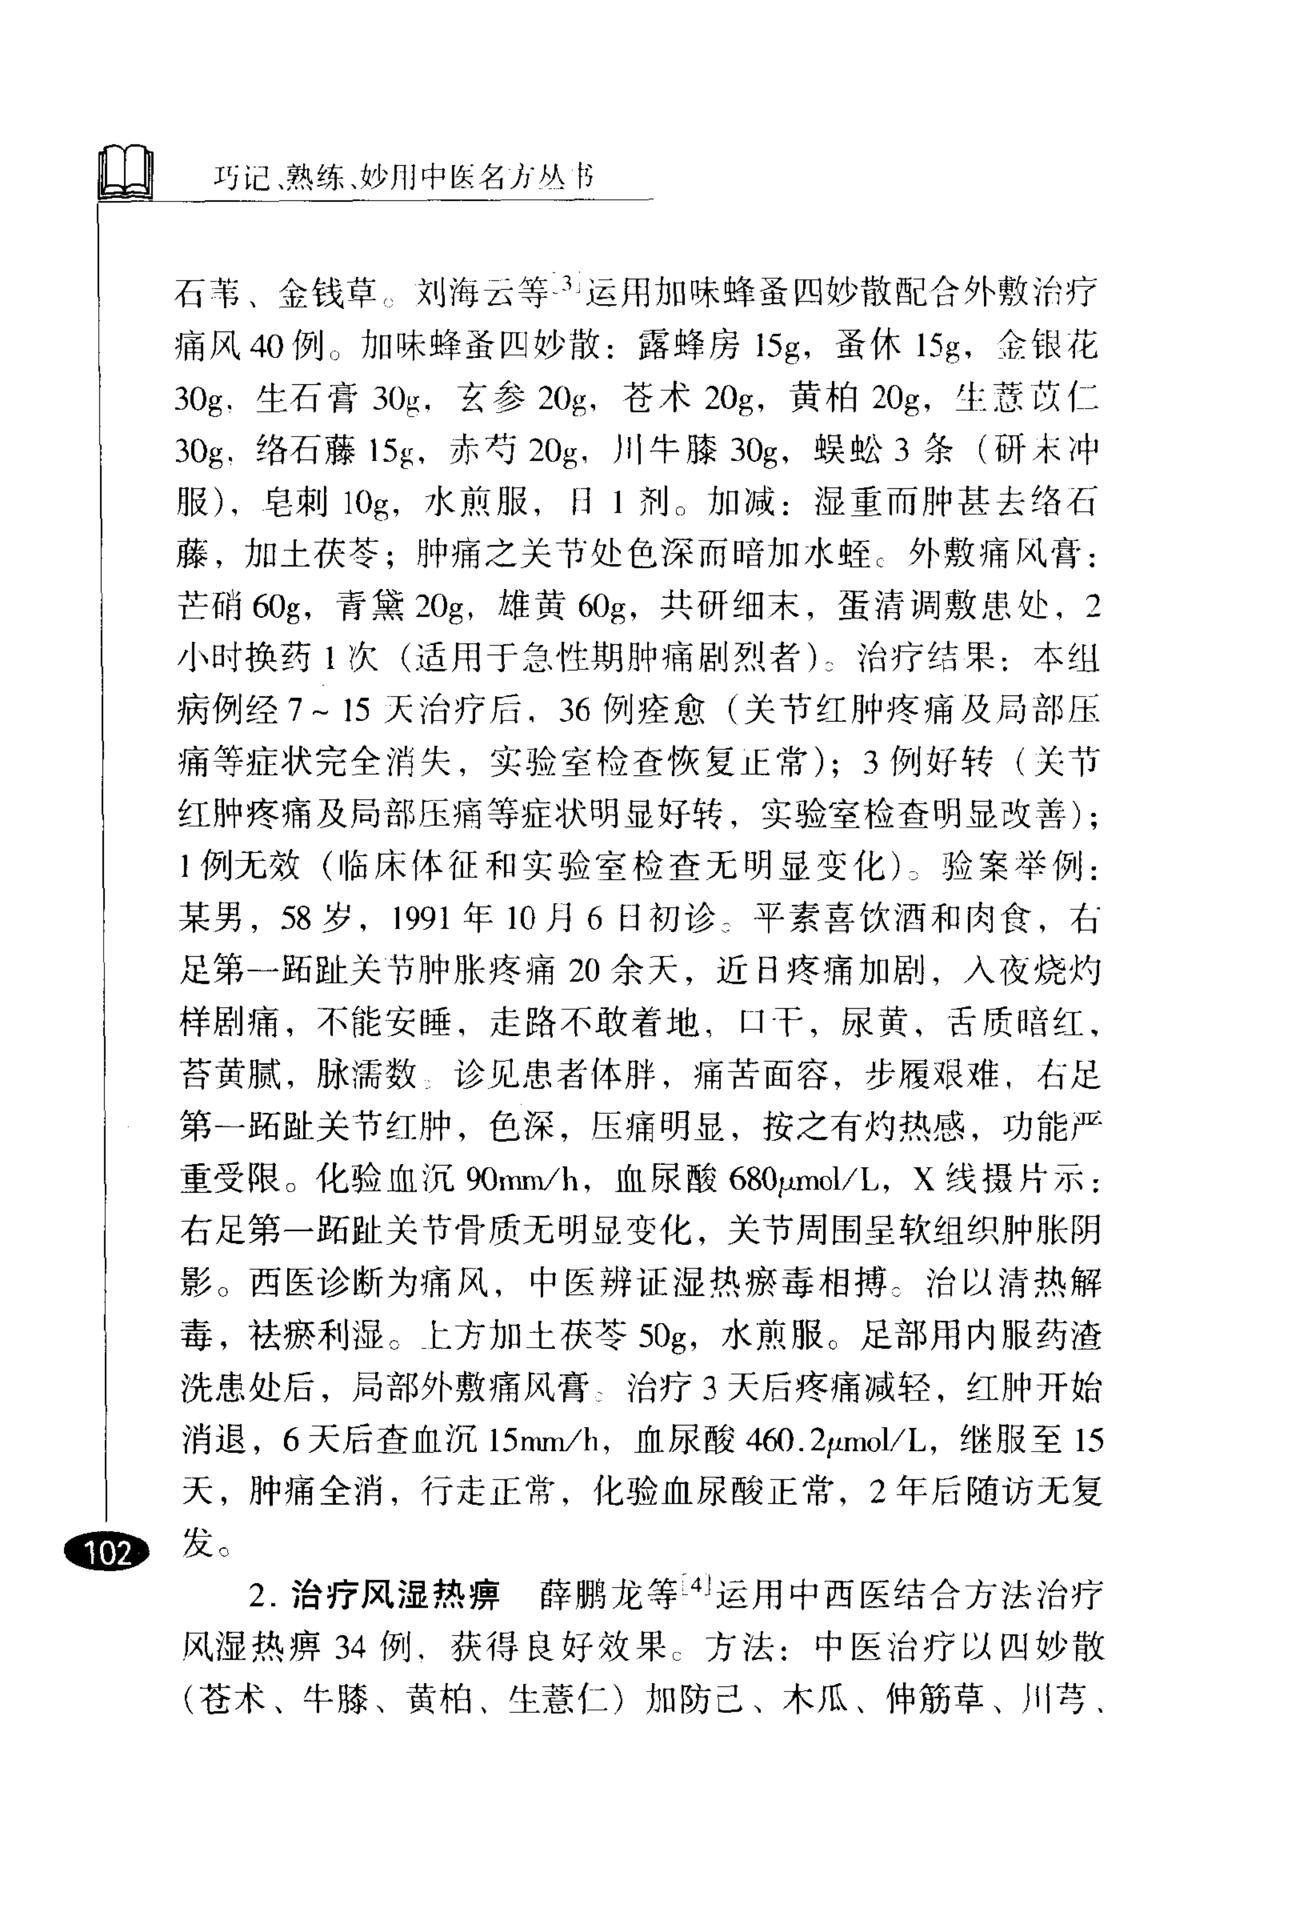 巧记、熟练、妙用中医名方丛书
石苇、金钱草。刘海云等[3]运用加味蜂蚤四妙散配合外敷治疗
痛风 40 例。加味蜂蚤四妙散：露蜂房 15g，蚤休 15g，金银花
30g，生石膏 30g，玄参 20g，苍术 20g，黄柏 20g，生薏苡仁
30g，络石藤 15g，赤芍 20g，川牛膝 30g，蜈蚣 3 条（研末冲
服），皂刺 10g，水煎服，日 1 剂。加减：湿重而肿甚去络石
藤，加土茯苓；肿痛之关节处色深而暗加水蛭。外敷痛风膏：
芒硝 60g，青黛 20g，雄黄 60g，共研细末，蛋清调敷患处，2
小时换药 1 次（适用于急性期肿痛剧烈者）。治疗结果：本组
病例经 7～15 天治疗后，36 例痊愈（关节红肿疼痛及局部压
痛等症状完全消失，实验室检查恢复正常）；3 例好转（关节
红肿疼痛及局部压痛等症状明显好转，实验室检查明显改善）；
1 例无效（临床体征和实验室检查无明显变化）。验案举例：
某男，58 岁，1991 年 10 月 6 日初诊。平素喜饮酒和肉食，右
足第一跖趾关节肿胀疼痛 20 余天，近日疼痛加剧，入夜烧灼
样剧痛，不能安睡，走路不敢着地，口干，尿黄，舌质暗红，
苔黄腻，脉濡数。诊见患者体胖，痛苦面容，步履艰难，右足
第一跖趾关节红肿，色深，压痛明显，按之有灼热感，功能严
重受限。化验血沉 90mm/h，血尿酸 680μmol/L，X 线摄片示：
右足第一跖趾关节骨质无明显变化，关节周围呈软组织肿胀阴
影。西医诊断为痛风，中医辨证湿热瘀毒相搏。治以清热解
毒，祛瘀利湿。上方加土茯苓 50g，水煎服。足部用内服药渣
洗患处后，局部外敷痛风膏。治疗 3 天后疼痛减轻，红肿开始
消退，6 天后查血沉 15mm/h，血尿酸 460.2μmol/L，继服至 15
天，肿痛全消，行走正常，化验血尿酸正常，2 年后随访无复
发。
102
2. 治疗风湿热痹　薛鹏龙等[4]运用中西医结合方法治疗
风湿热痹 34 例，获得良好效果。方法：中医治疗以四妙散
（苍术、牛膝、黄柏、生薏仁）加防己、木瓜、伸筋草、川芎、